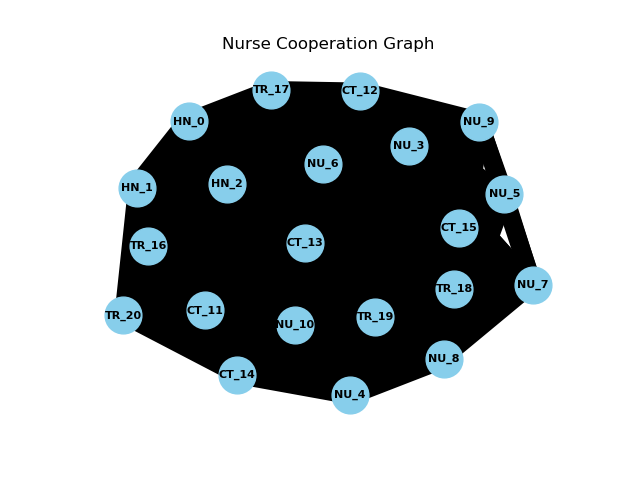 Nurse Cooperation Graph
TR_17
CT_12
HN_0
NU_9
NU_3
NU_6
HN_2
HN_1
NU_5
CT_15
CT_13
TR_16
NU_7
TR_18
CT_11
TR_20
TR_19
NU_10
NU_8
CT_14
NU_4